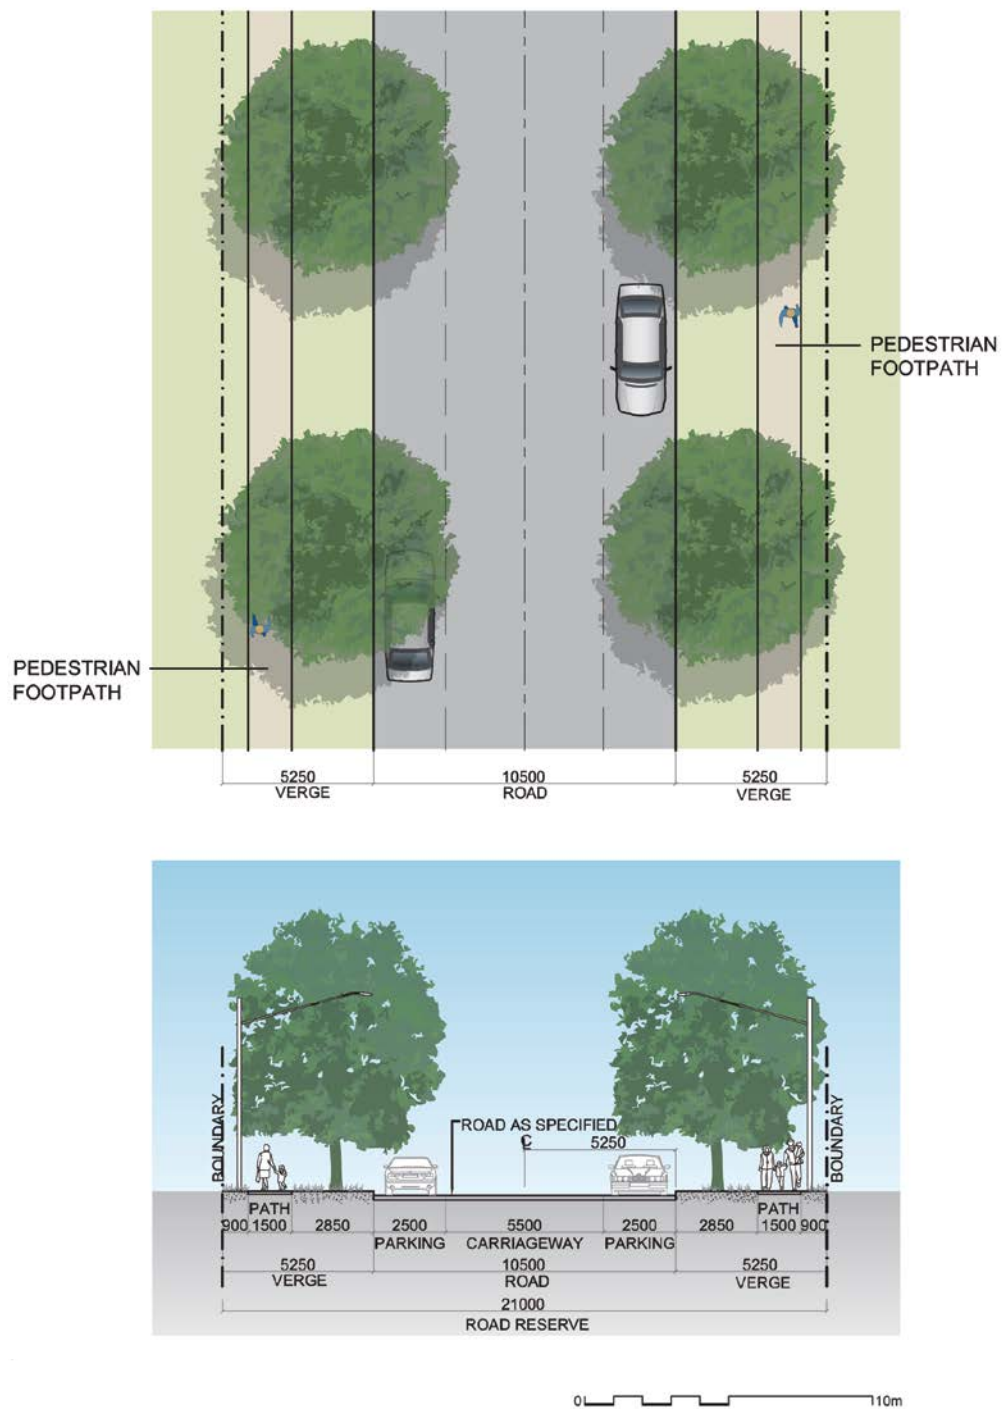 PEDESTRIAN
FOOTPATH
PEDESTRIAN
FOOTPATH
5250
VERGE
10500
ROAD
5250
VERGE
BOUNDARY
ROAD AS SPECIFIED
℄
5250
BOUNDARY
PATH
PATH
900 1500 2850 2500 5500 2500 2850 1500 900
PARKING CARRIAGEWAY PARKING
5250 10500 5250
VERGE ROAD VERGE
21000
ROAD RESERVE
0 10m